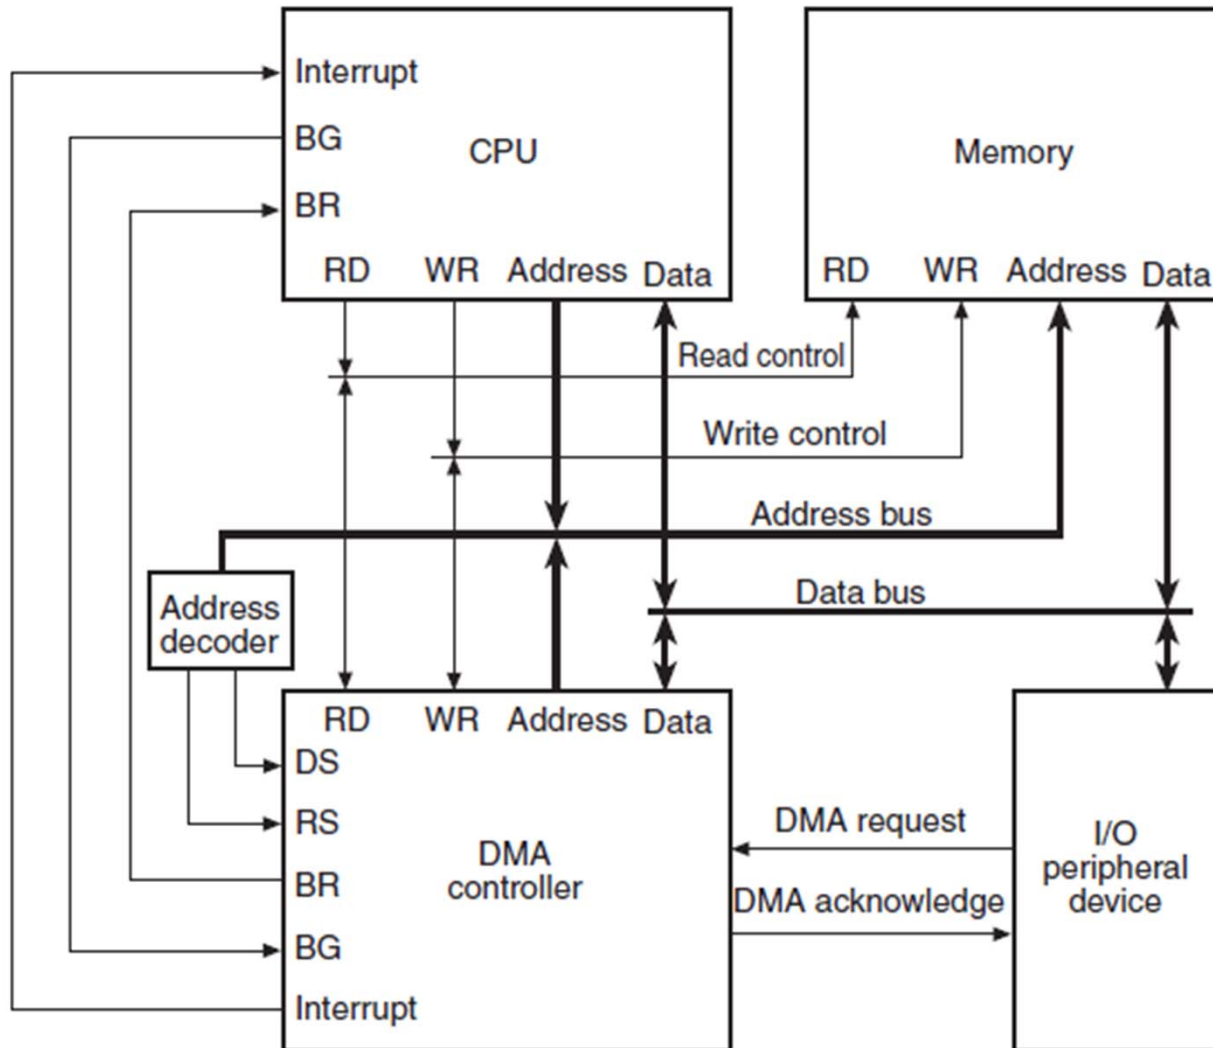 Interrupt
BG
CPU
Memory
BR
RD WR Address Data
RD WR Address Data
Read control
Write control
Address bus
Data bus
Address
decoder
RD WR Address Data
DS
RS
DMA request
I/O
peripheral
device
DMA
controller
BR
DMA acknowledge
BG
Interrupt